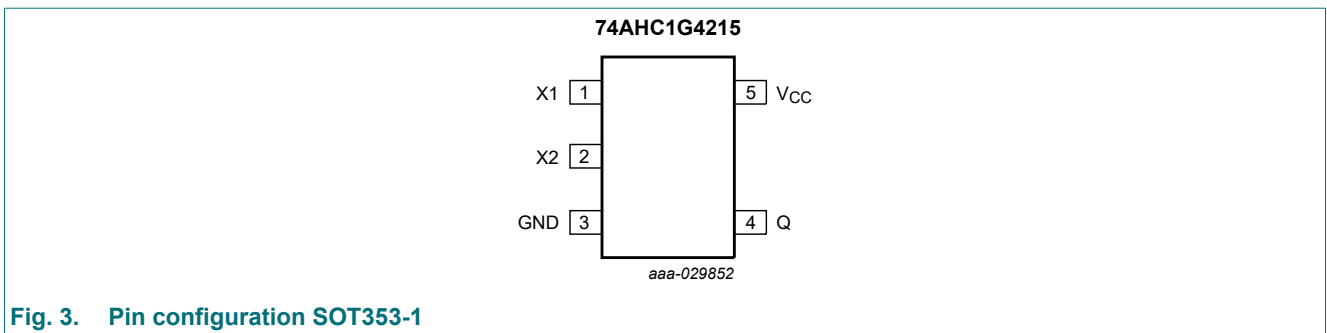 74AHC1G4215
X1 1
5 VCC
X2 2
GND 3
4 Q
aaa-029852
Fig. 3. Pin configuration SOT353-1